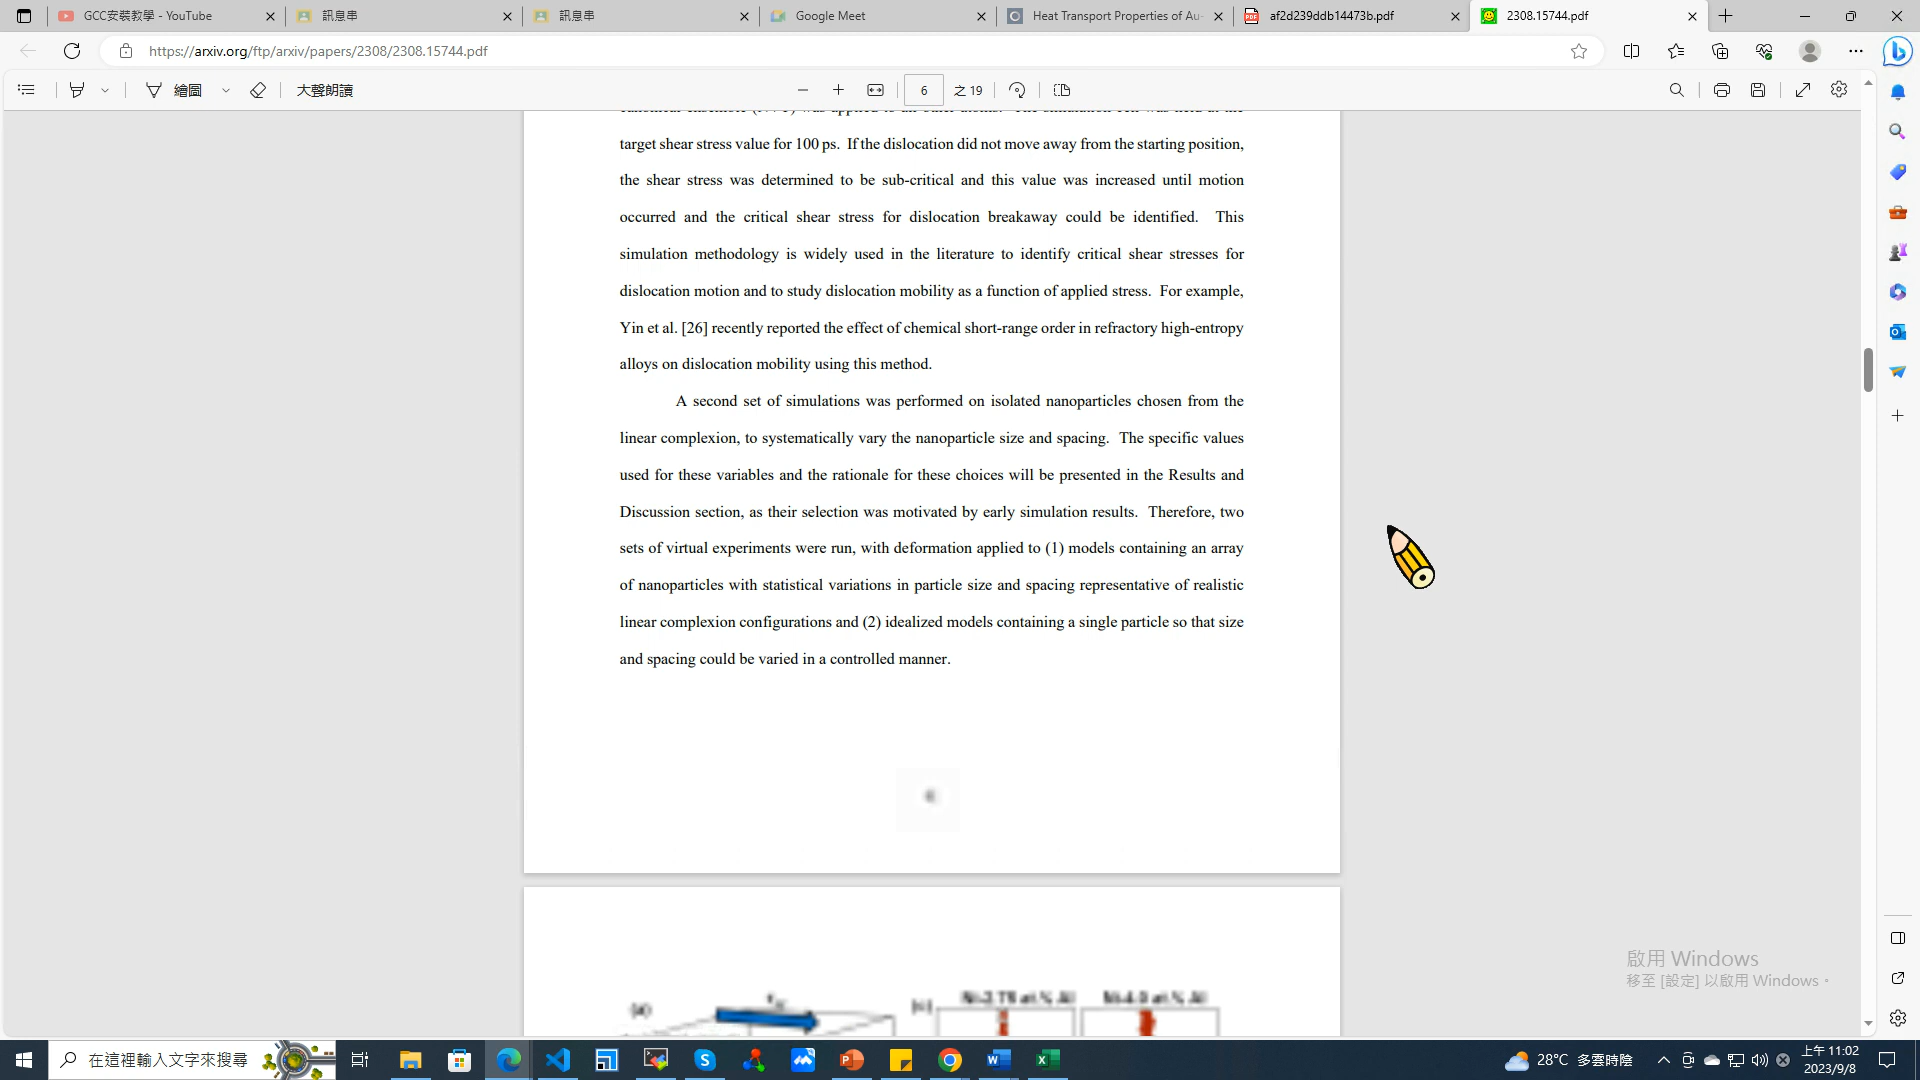 GCC安裝教學 - YouTube
訊息串
訊息串
Google Meet
Heat Transport Properties of Au-
af2d239ddb14473b.pdf
2308.15744.pdf
https://arxiv.org/ftp/arxiv/papers/2308/2308.15744.pdf
繪圖
大聲朗讀
6
之 19
target shear stress value for 100 ps. If the dislocation did not move away from the starting position,
the shear stress was determined to be sub-critical and this value was increased until motion
occurred and the critical shear stress for dislocation breakaway could be identified. This
simulation methodology is widely used in the literature to identify critical shear stresses for
dislocation motion and to study dislocation mobility as a function of applied stress. For example,
Yin et al. [26] recently reported the effect of chemical short-range order in refractory high-entropy
alloys on dislocation mobility using this method.
A second set of simulations was performed on isolated nanoparticles chosen from the
linear complexion, to systematically vary the nanoparticle size and spacing. The specific values
used for these variables and the rationale for these choices will be presented in the Results and
Discussion section, as their selection was motivated by early simulation results. Therefore, two
sets of virtual experiments were run, with deformation applied to (1) models containing an array
of nanoparticles with statistical variations in particle size and spacing representative of realistic
linear complexion configurations and (2) idealized models containing a single particle so that size
and spacing could be varied in a controlled manner.
啟用 Windows
移至 [設定] 以啟用 Windows。
在這裡輸入文字來搜尋
28°C 多雲時陰
上午 11:02
2023/9/8